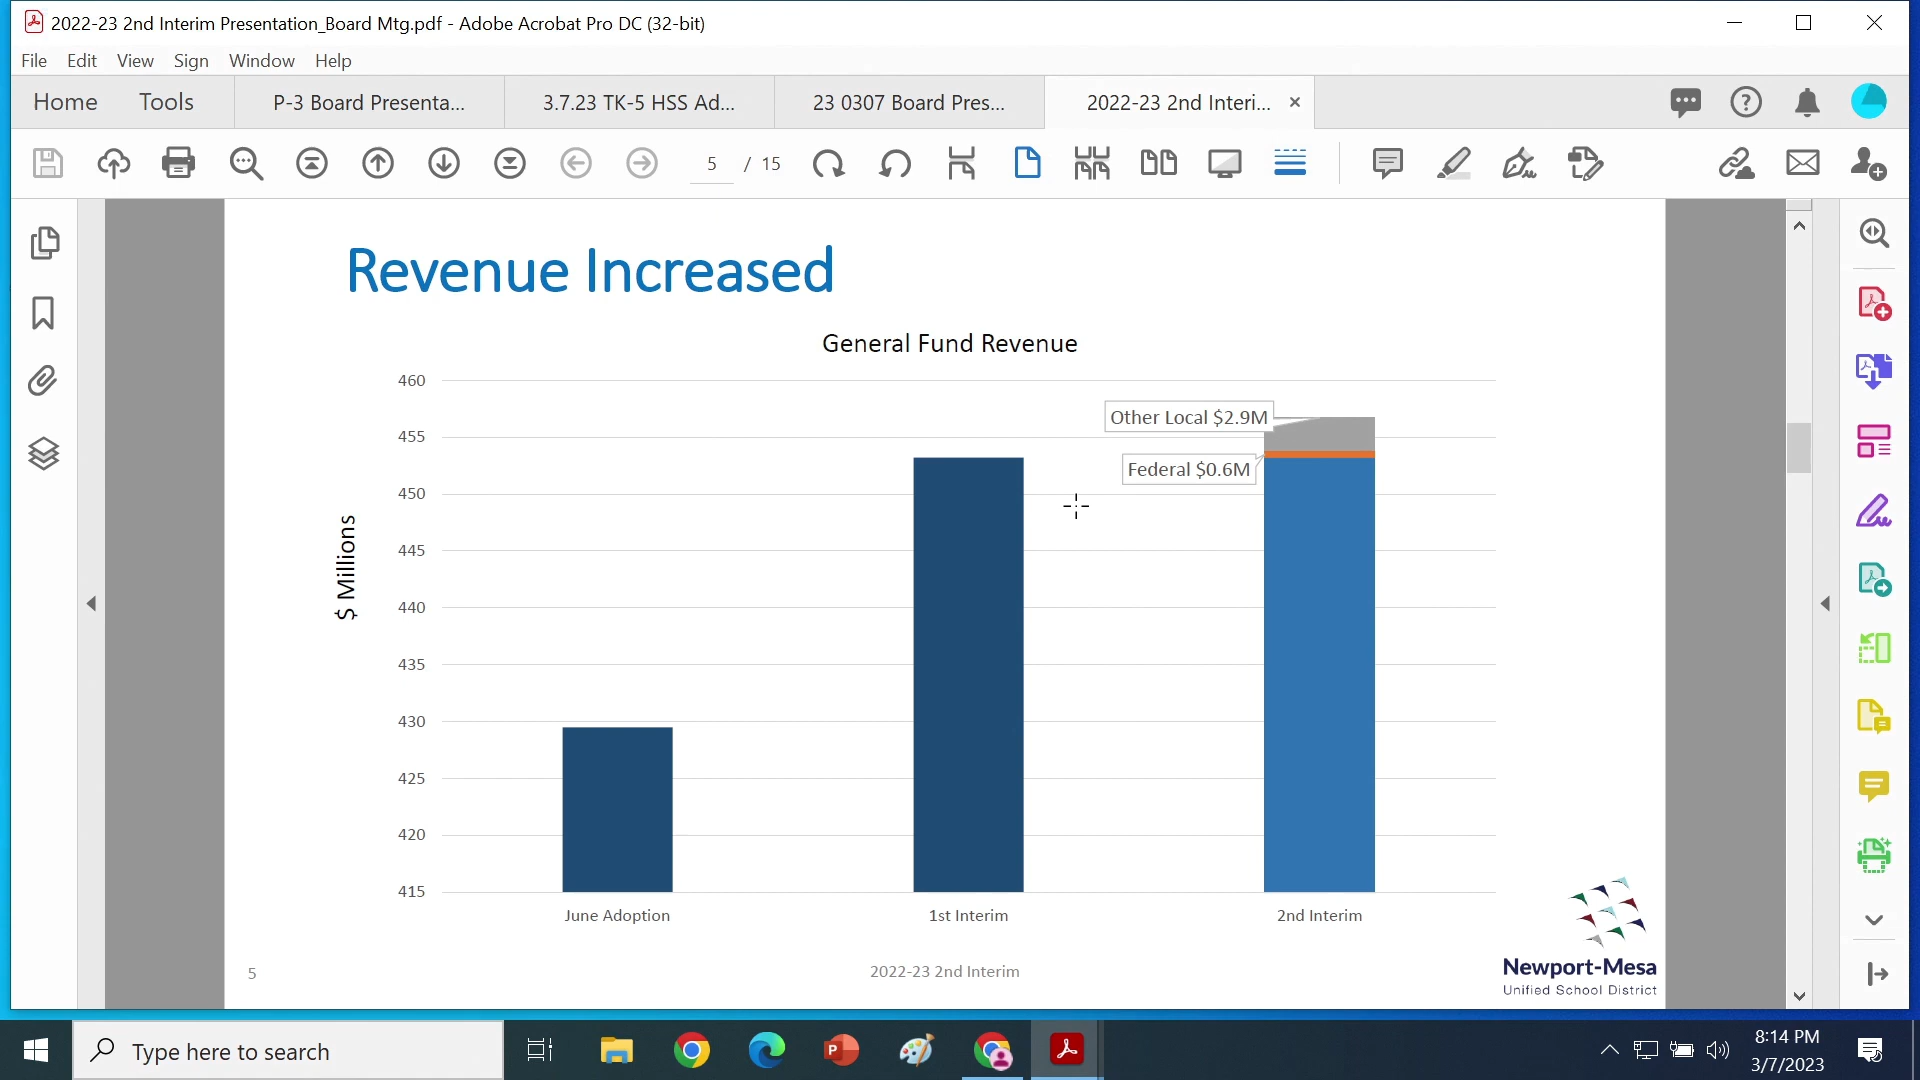 2022-23 2nd Interim Presentation_Board Mtg.pdf - Adobe Acrobat Pro DC (32-bit)
File Edit View Sign Window Help
Home Tools P-3 Board Presenta... 3.7.23 TK-5 HSS Ad... 23 0307 Board Pres... 2022-23 2nd Interi... ×
5 / 15
Revenue Increased
General Fund Revenue
460
Other Local $2.9M
455
Federal $0.6M
450
$ Millions
445
440
435
430
425
420
415
June Adoption 1st Interim 2nd Interim
Newport-Mesa
Unified School District
5 2022-23 2nd Interim
Type here to search
8:14 PM
3/7/2023